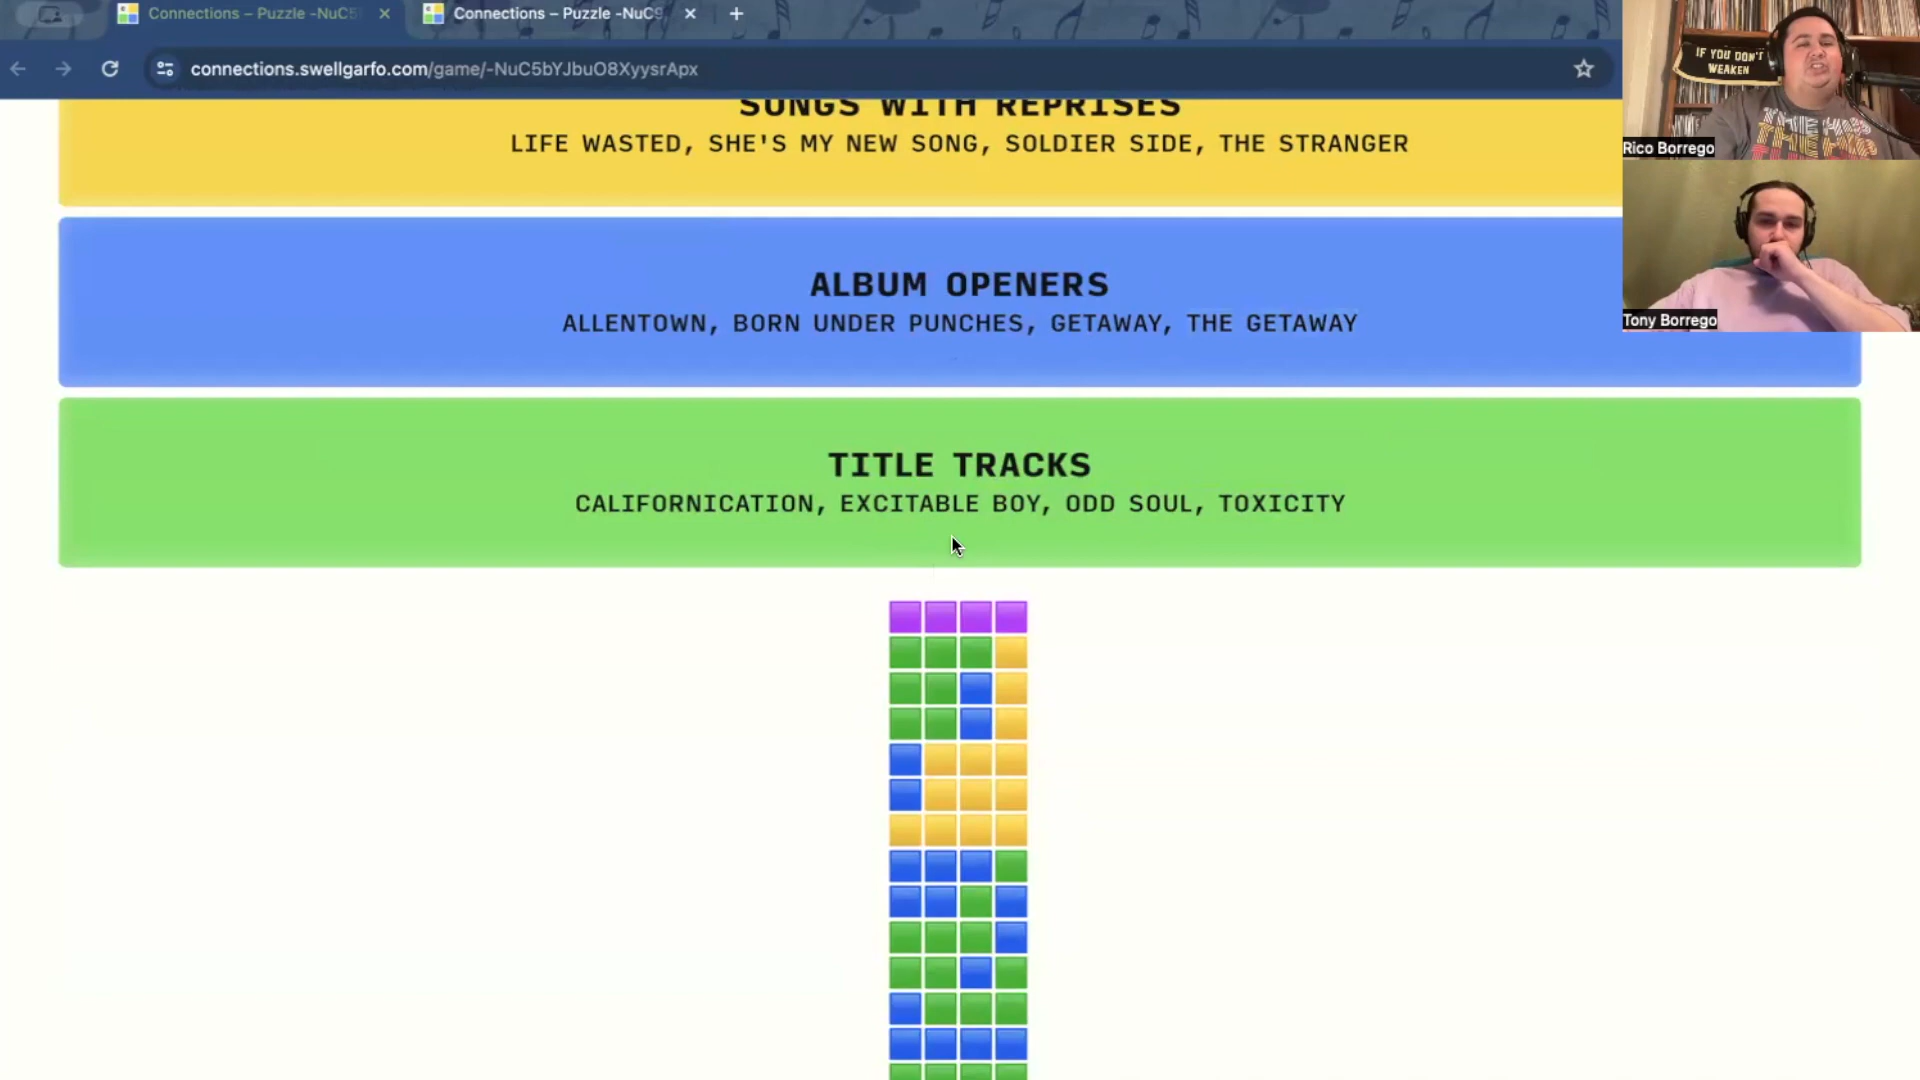 Connections – Puzzle -NuC5
Connections – Puzzle -NuC9
connections.swellgarfo.com/game/-NuC5bYJbuO8XyysrApx
IF YOU DON'T
WEAKEN
Rico Borrego
Tony Borrego
SONGS WITH REPRISES
LIFE WASTED, SHE'S MY NEW SONG, SOLDIER SIDE, THE STRANGER
ALBUM OPENERS
ALLENTOWN, BORN UNDER PUNCHES, GETAWAY, THE GETAWAY
TITLE TRACKS
CALIFORNICATION, EXCITABLE BOY, ODD SOUL, TOXICITY